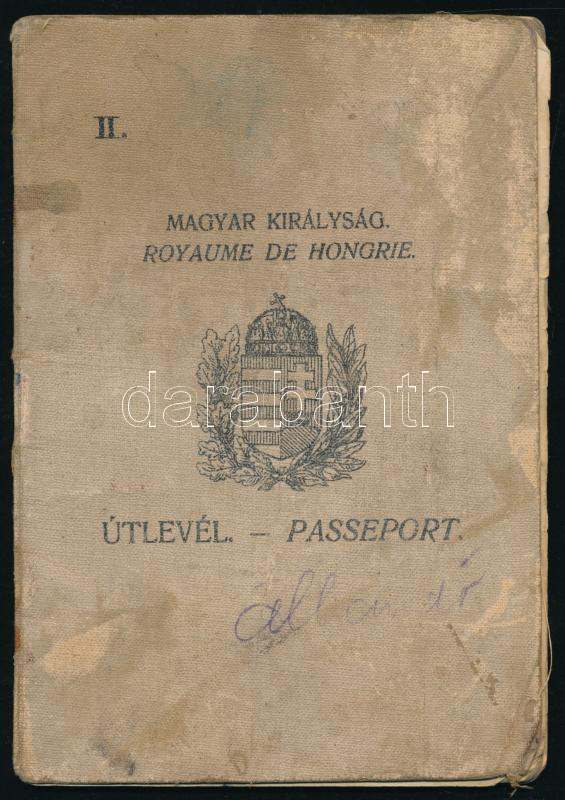 II.
MAGYAR KIRÁLYSÁG.
ROYAUME DE HONGRIE.
darabanth
ÚTLEVÉL. – PASSEPORT.
állandó